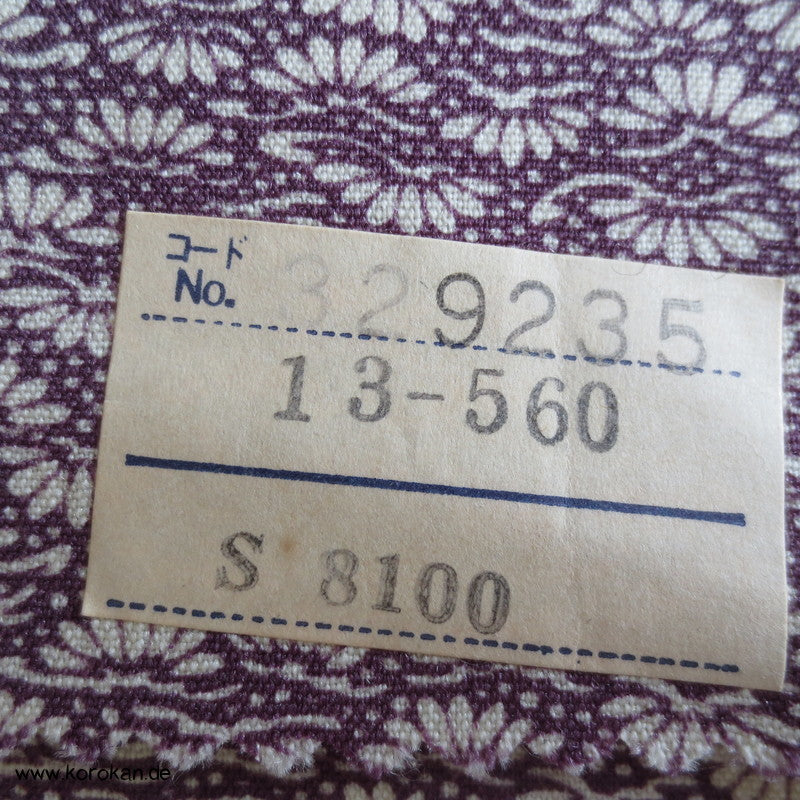 コード
No. 329235
13-560
S 8100
www.korokan.de